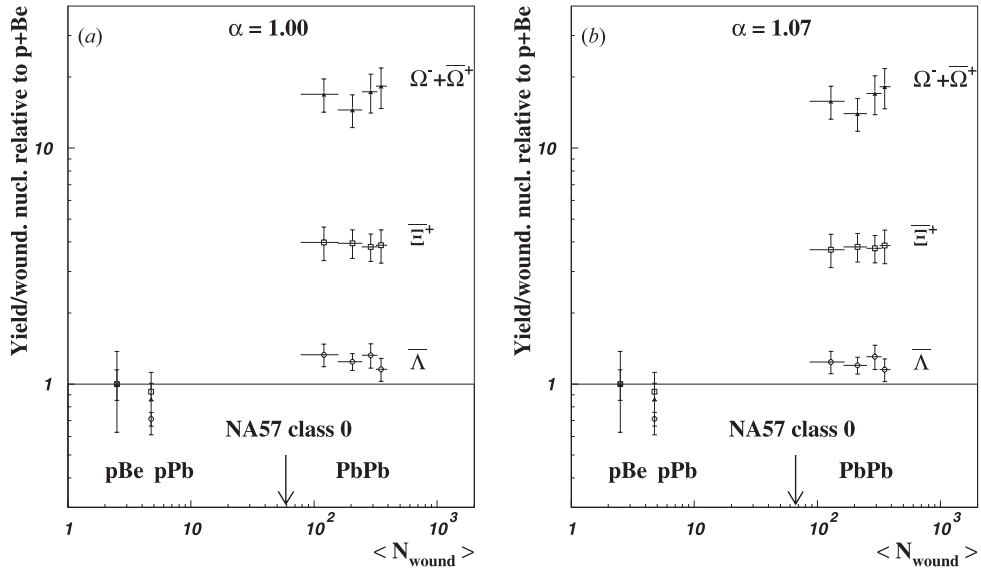 Yield/wound. nucl. relative to p+Be
(a)
α = 1.00
Ω⁻+Ω̅⁺
10
Ξ̅⁺
Λ̅
1
NA57 class 0
pBe pPb
PbPb
1 10 10² 10³
< N_wound >
Yield/wound. nucl. relative to p+Be
(b)
α = 1.07
Ω⁻+Ω̅⁺
10
Ξ̅⁺
Λ̅
1
NA57 class 0
pBe pPb
PbPb
1 10 10² 10³
< N_wound >